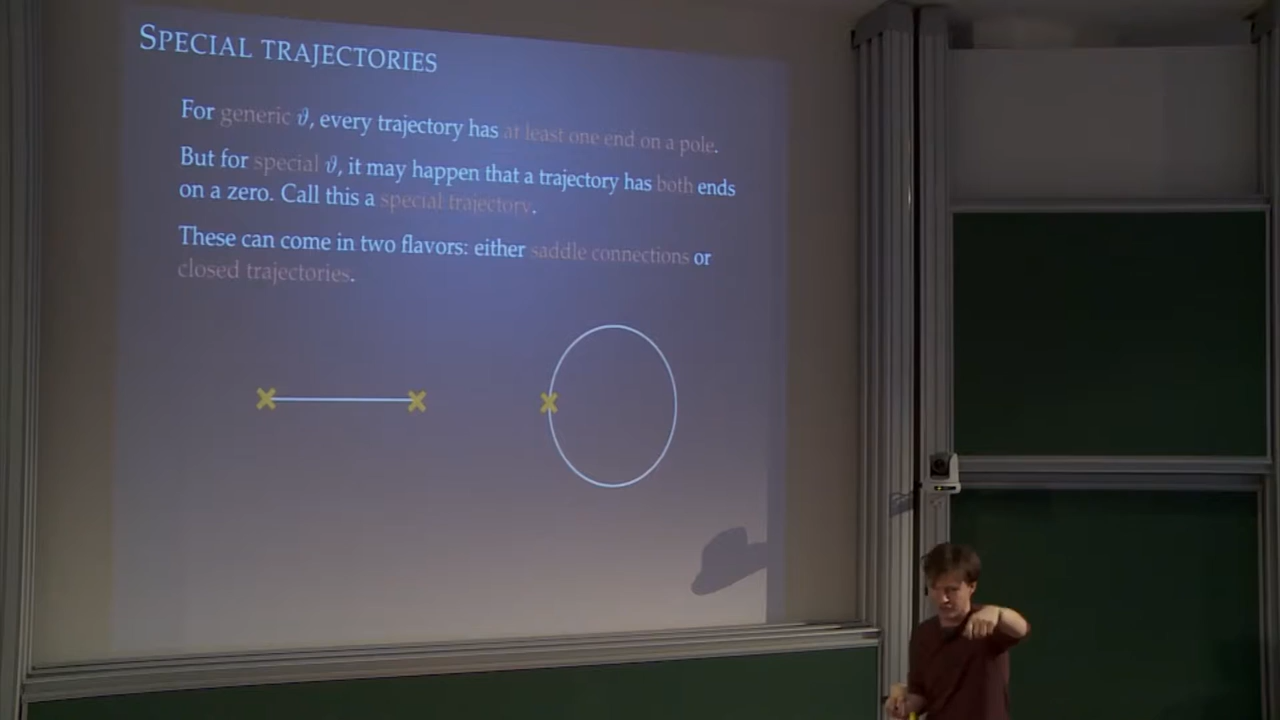 SPECIAL TRAJECTORIES
For generic ϑ, every trajectory has at least one end on a pole.
But for special ϑ, it may happen that a trajectory has both ends
on a zero. Call this a special trajectory.
These can come in two flavors: either saddle connections or
closed trajectories.